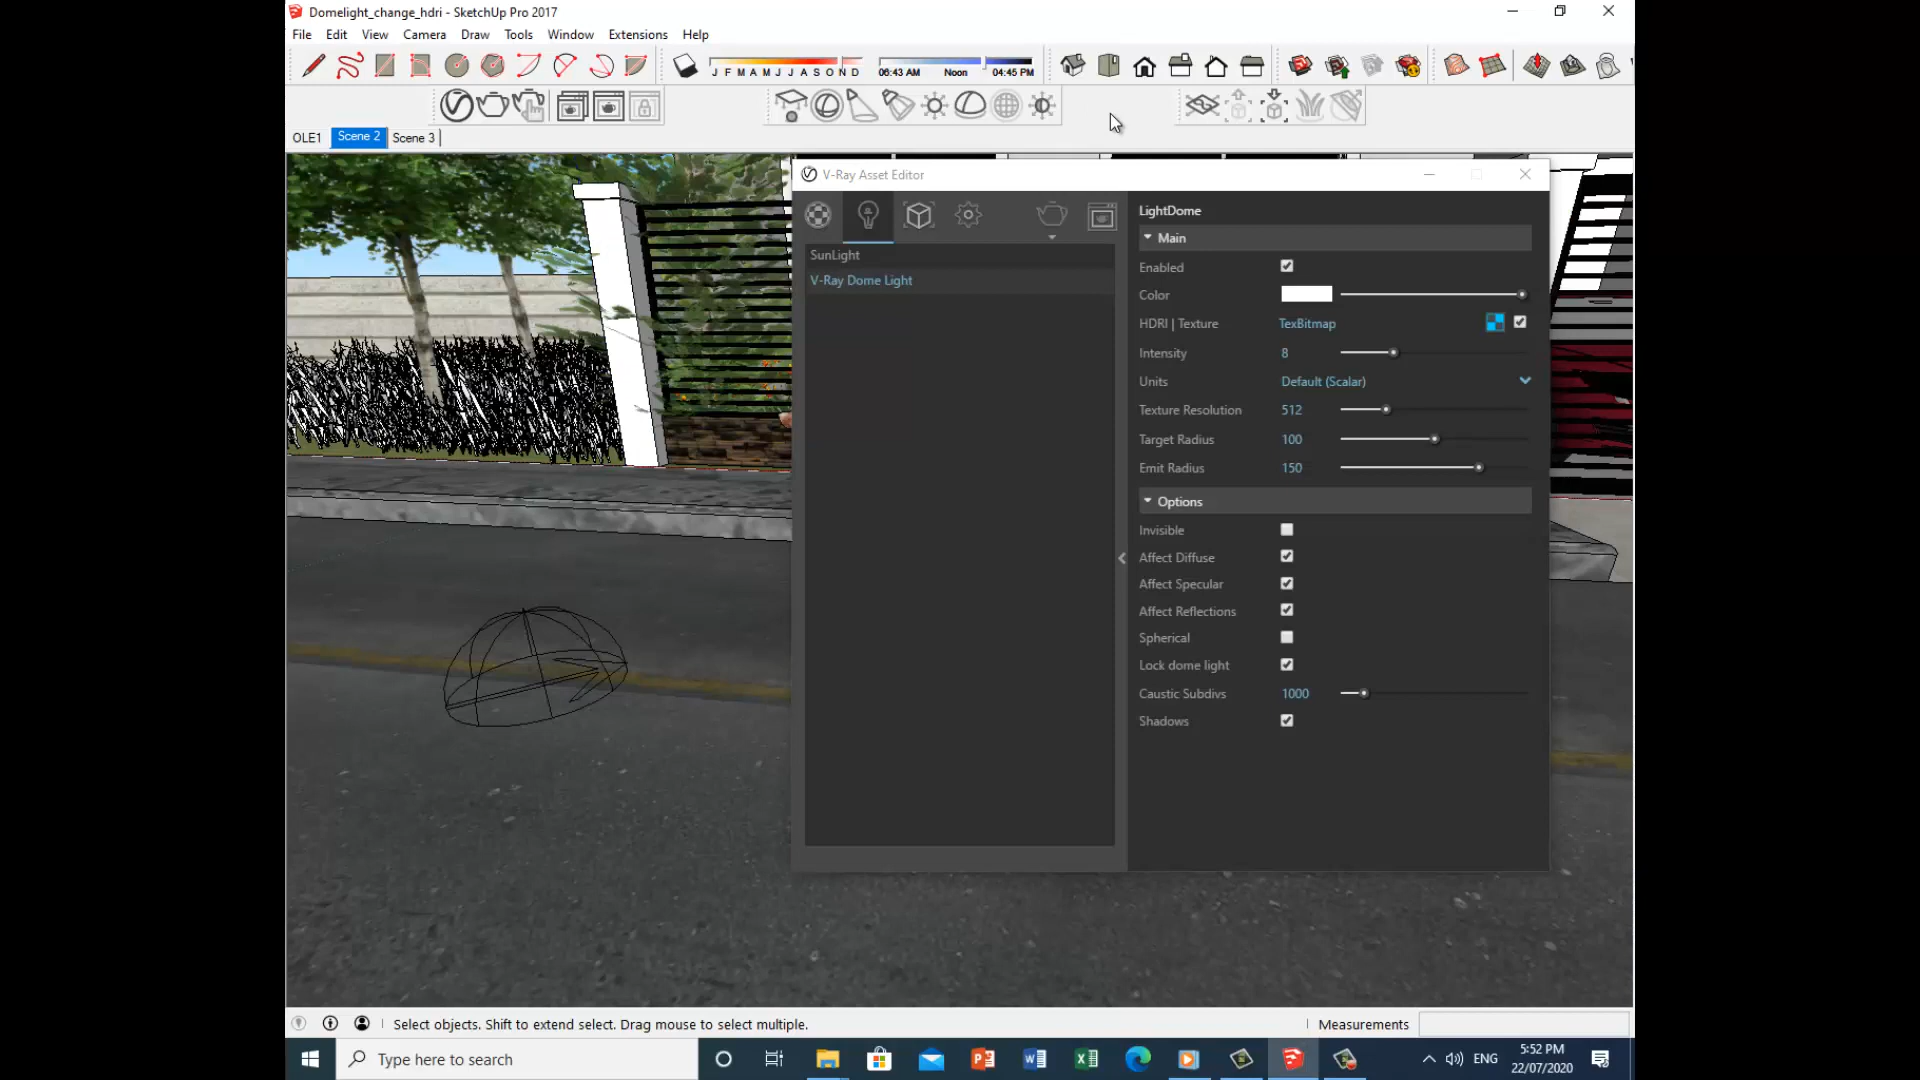 Domelight_change_hdri - SketchUp Pro 2017
File Edit View Camera Draw Tools Window Extensions Help
J F M A M J J A S O N D
06:43 AM Noon 04:45 PM
OLE1 Scene 2 Scene 3
V-Ray Asset Editor
SunLight
V-Ray Dome Light
LightDome
Main
Enabled
Color
HDRI | Texture TexBitmap
Intensity 8
Units Default (Scalar)
Texture Resolution 512
Target Radius 100
Emit Radius 150
Options
Invisible
Affect Diffuse
Affect Specular
Affect Reflections
Spherical
Lock dome light
Caustic Subdivs 1000
Shadows
Select objects. Shift to extend select. Drag mouse to select multiple.
Measurements
Type here to search
ENG
5:52 PM
22/07/2020